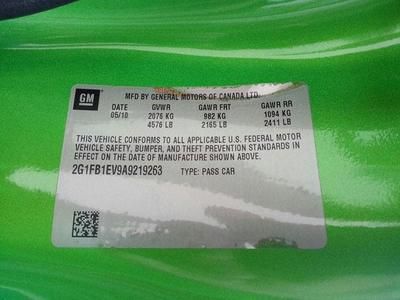 GM
MFD BY GENERAL MOTORS OF CANADA LTD.
DATE GVWR GAWR FRT GAWR RR
05/10 2076 KG 982 KG 1094 KG
4576 LB 2165 LB 2411 LB
THIS VEHICLE CONFORMS TO ALL APPLICABLE U.S. FEDERAL MOTOR
VEHICLE SAFETY, BUMPER, AND THEFT PREVENTION STANDARDS IN
EFFECT ON THE DATE OF MANUFACTURE SHOWN ABOVE.
2G1FB1EV9A9219263 TYPE: PASS CAR